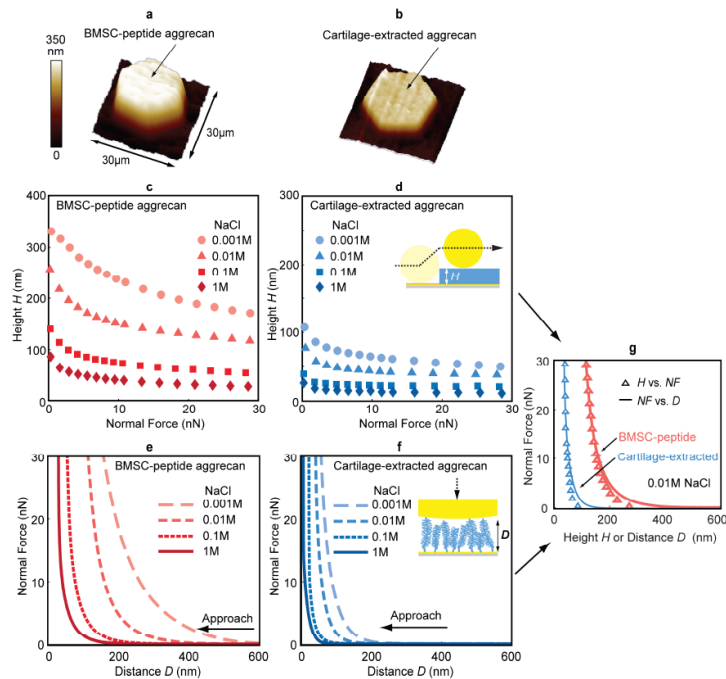 a
b
BMSC-peptide aggrecan
Cartilage-extracted aggrecan
350
nm
0
30µm
30µm
c
BMSC-peptide aggrecan
NaCl
0.001M
0.01M
0.1M
1M
400
300
200
100
0
Height H (nm)
0
10
20
30
Normal Force (nN)
d
Cartilage-extracted aggrecan
NaCl
0.001M
0.01M
0.1M
1M
H
300
200
100
0
Height H (nm)
0
10
20
30
Normal Force (nN)
e
BMSC-peptide aggrecan
NaCl
0.001M
0.01M
0.1M
1M
Approach
30
20
10
0
Normal Force (nN)
0
200
400
600
Distance D (nm)
f
Cartilage-extracted aggrecan
NaCl
0.001M
0.01M
0.1M
1M
D
Approach
30
20
10
0
Normal Force (nN)
0
200
400
600
Distance D (nm)
g
H vs. NF
NF vs. D
BMSC-peptide
Cartilage-extracted
0.01M NaCl
30
20
10
0
Normal Force (nN)
0
200
400
600
Height H or Distance D (nm)